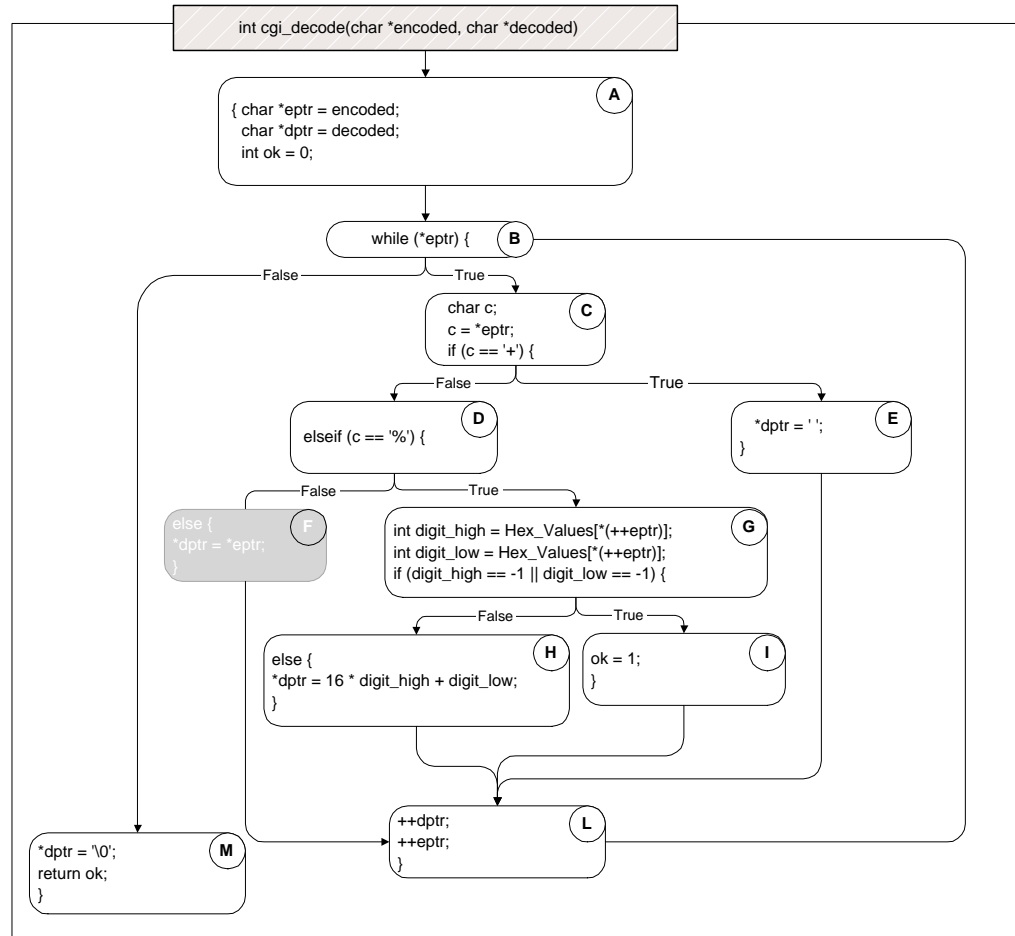 int cgi_decode(char *encoded, char *decoded)
A
{ char *eptr = encoded;
char *dptr = decoded;
int ok = 0;
while (*eptr) {
B
False
True
char c;
c = *eptr;
if (c == '+') {
C
False
True
elseif (c == '%') {
D
*dptr = ' ';
}
E
False
True
else {
*dptr = *eptr;
}
F
int digit_high = Hex_Values[*(++eptr)];
int digit_low = Hex_Values[*(++eptr)];
if (digit_high == -1 || digit_low == -1) {
G
False
True
else {
*dptr = 16 * digit_high + digit_low;
}
H
ok = 1;
}
I
++dptr;
++eptr;
}
L
*dptr = '\0';
return ok;
}
M